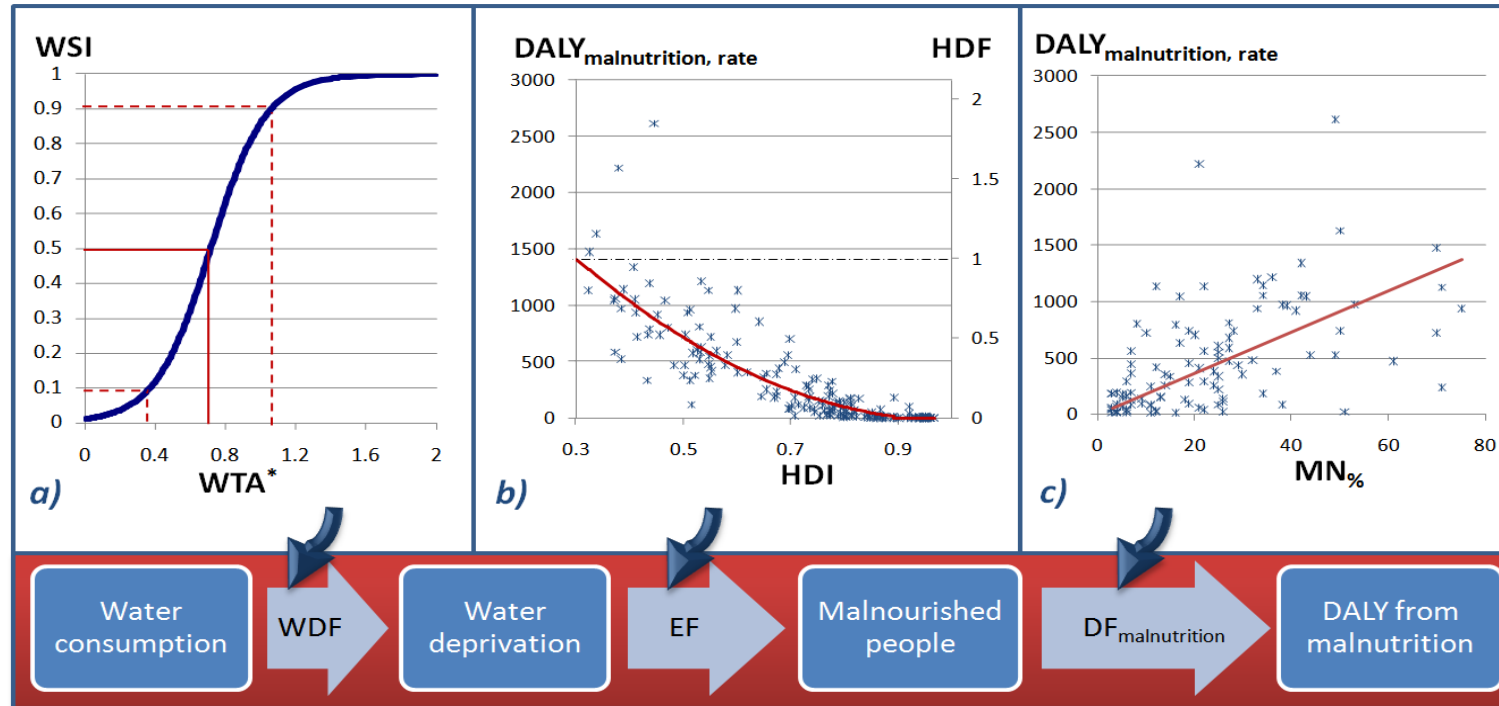 WSI
1
0.9
0.8
0.7
0.6
0.5
0.4
0.3
0.2
0.1
0
0 0.4 0.8 1.2 1.6 2
WTA*
a)
DALYmalnutrition, rate HDF
3000
2500
2000
1500
1000
500
0
2
1.5
1
0.5
0
0.3 0.5 0.7 0.9
HDI
b)
DALYmalnutrition, rate
3000
2500
2000
1500
1000
500
0
0 20 40 60 80
MN%
c)
Water
consumption
WDF
Water
deprivation
EF
Malnourished
people
DFmalnutrition
DALY from
malnutrition